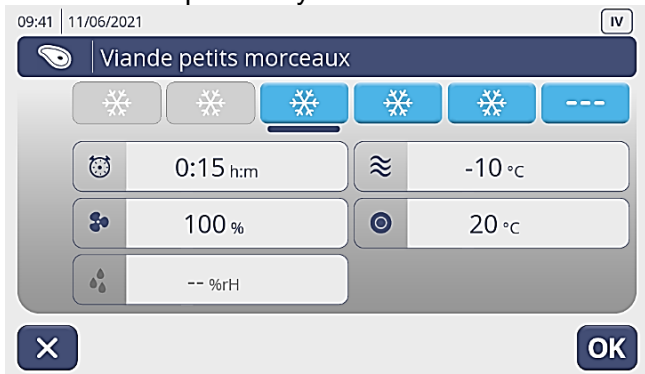 09:41 11/06/2021 IV
Viande petits morceaux
---
0:15 h:m -10 °C
100 % 20 °C
-- %rH
OK